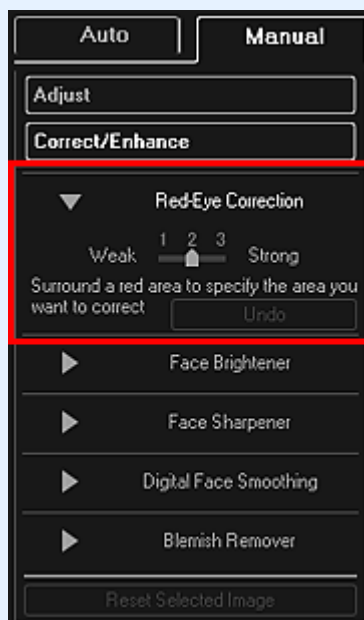 Auto Manual
Adjust
Correct/Enhance
Red-Eye Correction
1 2 3
Weak Strong
Surround a red area to specify the area you
want to correct Undo
Face Brightener
Face Sharpener
Digital Face Smoothing
Blemish Remover
Reset Selected Image